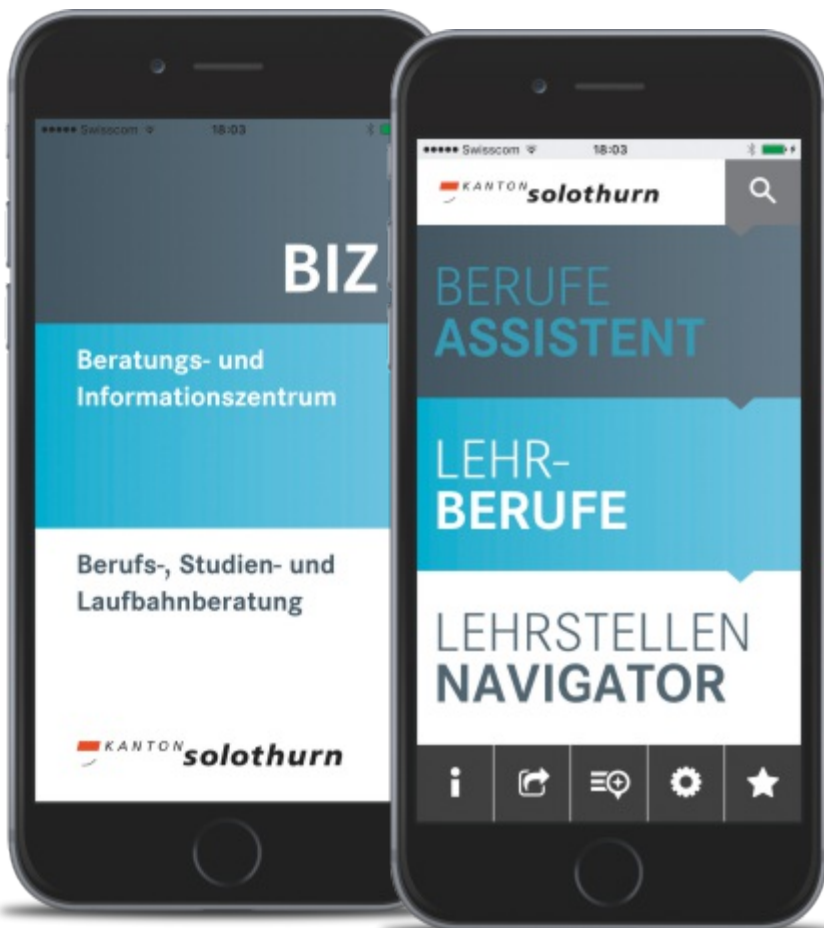 Swisscom 18:03
BIZ
Beratungs- und
Informationszentrum
Berufs-, Studien- und
Laufbahnberatung
KANTON solothurn
Swisscom 18:03
KANTON solothurn
BERUFE
ASSISTENT
LEHR-
BERUFE
LEHRSTELLEN
NAVIGATOR